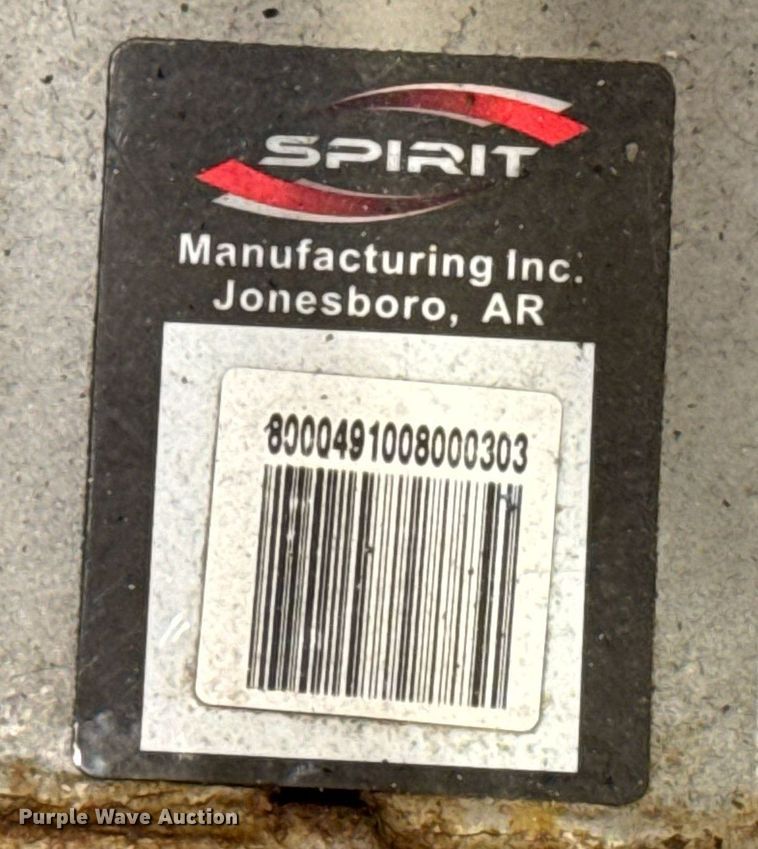 SPIRIT
Manufacturing Inc.
Jonesboro, AR
8000491008000303
Purple Wave Auction